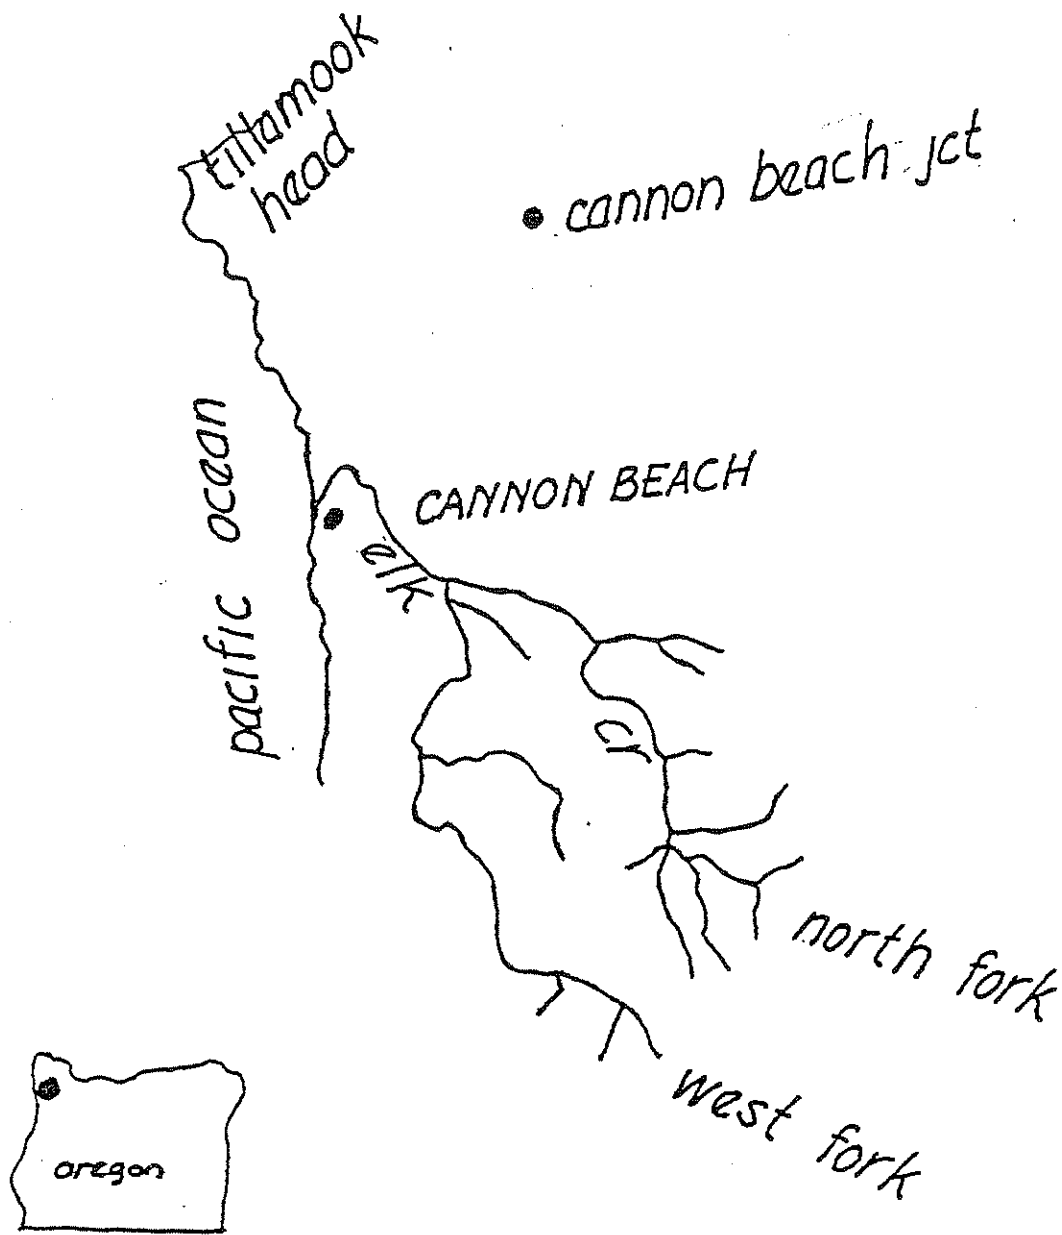 tillamook
head
cannon beach jct
pacific ocean
CANNON BEACH
elk
cr
north fork
west fork
oregon